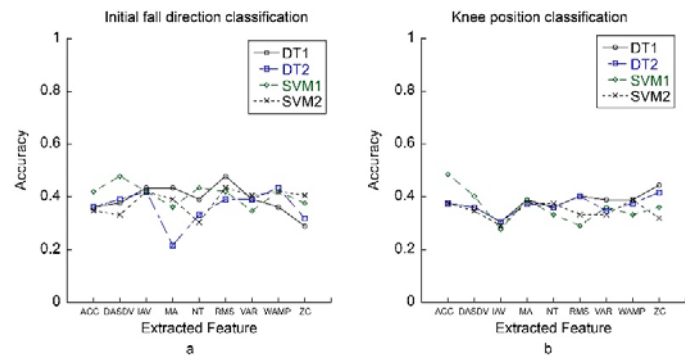 Initial fall direction classification
1
0.8
0.6
0.4
0.2
0
Accuracy
DT1
DT2
SVM1
SVM2
ACC DASDV IAV MA NT RMS VAR WAMP ZC
Extracted Feature
a
Knee position classification
1
0.8
0.6
0.4
0.2
0
Accuracy
DT1
DT2
SVM1
SVM2
ACC DASDV IAV MA NT RMS VAR WAMP ZC
Extracted Feature
b